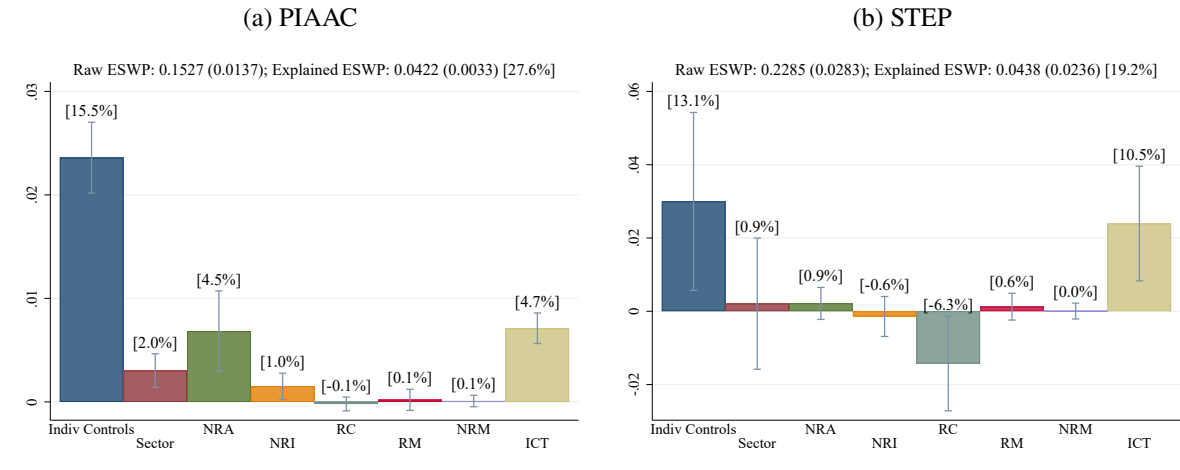 (a) PIAAC
Raw ESWP: 0.1527 (0.0137); Explained ESWP: 0.0422 (0.0033) [27.6%]
.03
.02
.01
0
[15.5%]
[2.0%]
[4.5%]
[1.0%]
[-0.1%]
[0.1%]
[0.1%]
[4.7%]
Indiv Controls
Sector
NRA
NRI
RC
RM
NRM
ICT
(b) STEP
Raw ESWP: 0.2285 (0.0283); Explained ESWP: 0.0438 (0.0236) [19.2%]
.06
.04
.02
0
-.02
[13.1%]
[0.9%]
[0.9%]
[-0.6%]
[-6.3%]
[0.6%]
[0.0%]
[10.5%]
Indiv Controls
Sector
NRA
NRI
RC
RM
NRM
ICT